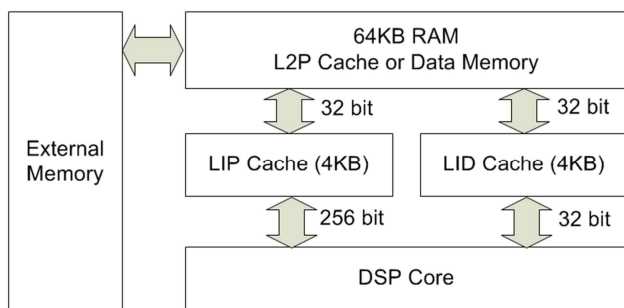 64KB RAM
L2P Cache or Data Memory
32 bit
32 bit
External
Memory
LIP Cache (4KB)
LID Cache (4KB)
256 bit
32 bit
DSP Core